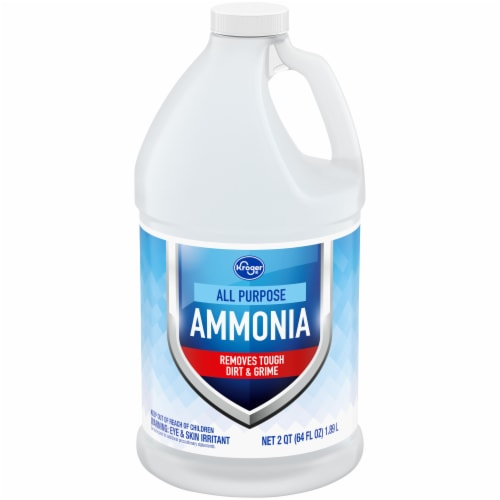 Kroger
ALL PURPOSE
AMMONIA
REMOVES TOUGH
DIRT & GRIME
KEEP OUT OF REACH OF CHILDREN
WARNING: EYE & SKIN IRRITANT
NET 2 QT (64 FL OZ) 1.89 L